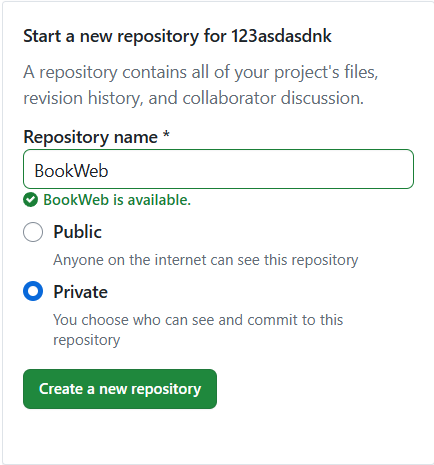 Start a new repository for 123asdasdnk
A repository contains all of your project's files,
revision history, and collaborator discussion.
Repository name *
BookWeb
BookWeb is available.
Public
Anyone on the internet can see this repository
Private
You choose who can see and commit to this
repository
Create a new repository